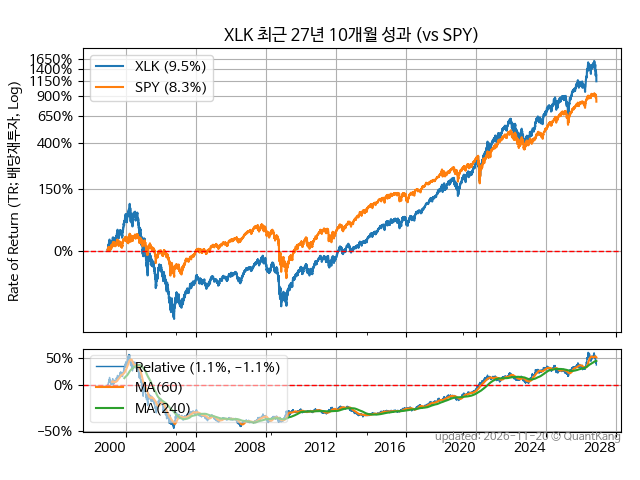 XLK 최근 27년 10개월 성과 (vs SPY)
Rate of Return (TR: 배당재투자, Log)
1650%
1400%
1150%
900%
650%
400%
150%
0%
XLK (9.5%)
SPY (8.3%)
50%
0%
−50%
Relative (1.1%, −1.1%)
MA(60)
MA(240)
updated: 2026−11−20 © QuantKang
2000 2004 2008 2012 2016 2020 2024 2028